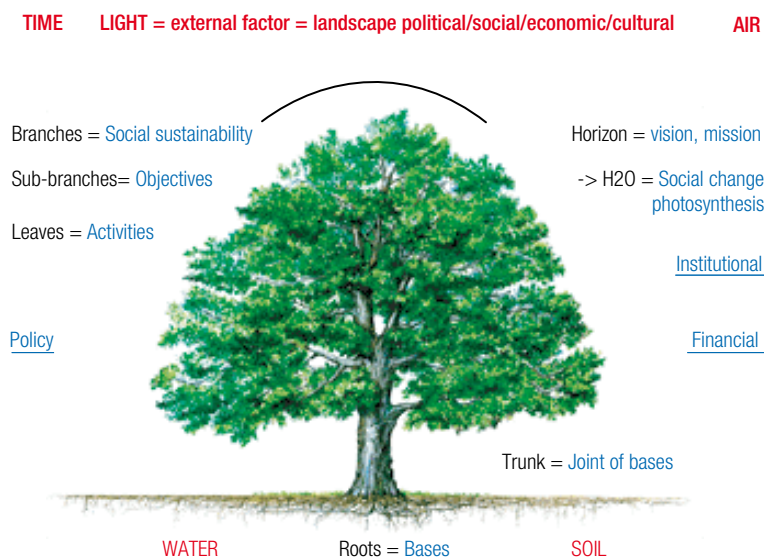 TIME LIGHT = external factor = landscape political/social/economic/cultural AIR
Branches = Social sustainability
Horizon = vision, mission
Sub-branches= Objectives
-> H2O = Social change
photosynthesis
Leaves = Activities
Institutional
Policy
Financial
Trunk = Joint of bases
WATER Roots = Bases SOIL